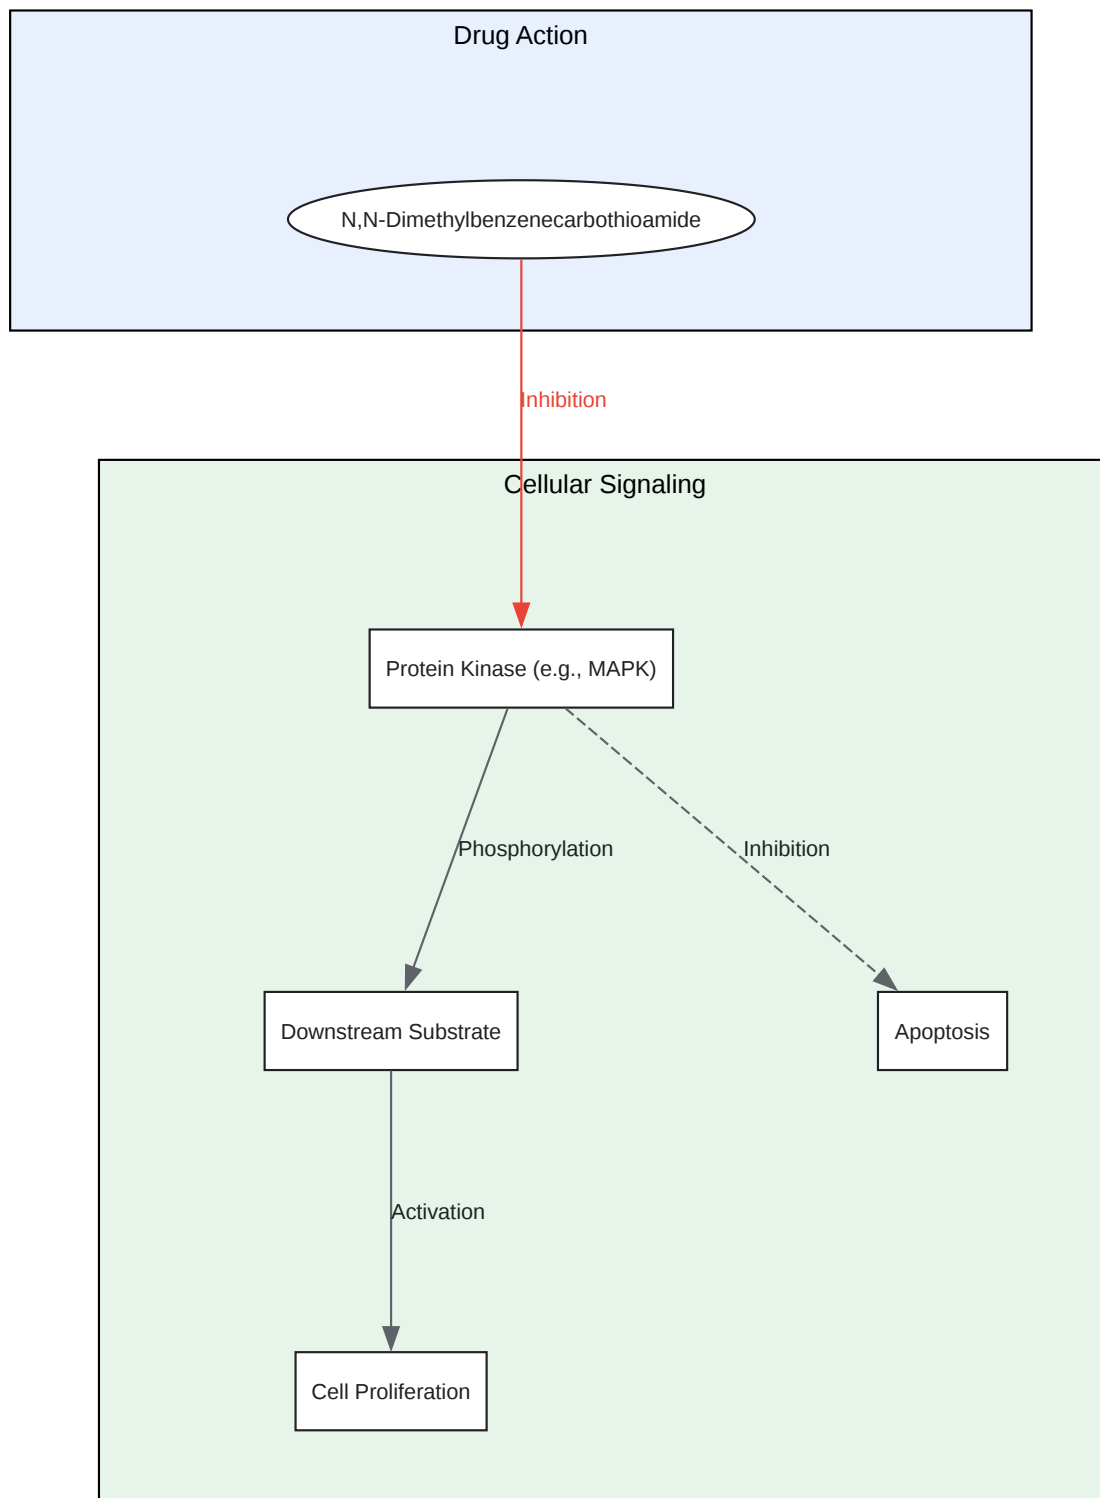 Drug Action
N,N-Dimethylbenzenecarbothioamide
Inhibition
Cellular Signaling
Protein Kinase (e.g., MAPK)
Phosphorylation
Inhibition
Downstream Substrate
Apoptosis
Activation
Cell Proliferation